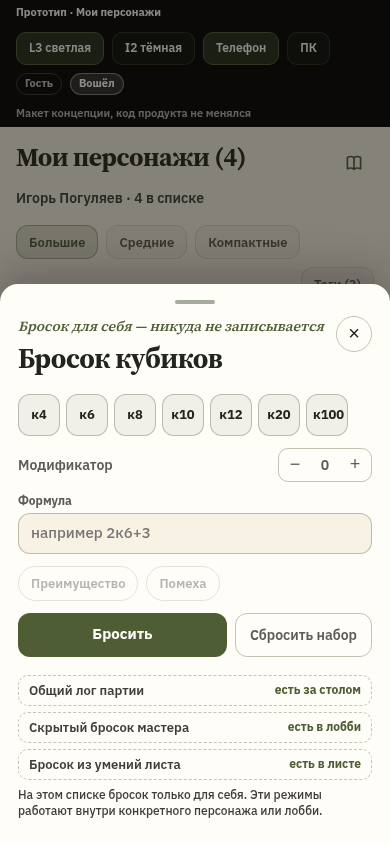 Прототип · Мои персонажи
L3 светлая
I2 тёмная
Телефон
ПК
Гость
Вошёл
Макет концепции, код продукта не менялся
Мои персонажи (4)
Игорь Погуляев · 4 в списке
Большие
Средние
Компактные
Бросок для себя — никуда не записывается
×
Бросок кубиков
к4
к6
к8
к10
к12
к20
к100
Модификатор
− 0 +
Формула
например 2к6+3
Преимущество
Помеха
Бросить
Сбросить набор
Общий лог партии
есть за столом
Скрытый бросок мастера
есть в лобби
Бросок из умений листа
есть в листе
На этом списке бросок только для себя. Эти режимы
работают внутри конкретного персонажа или лобби.